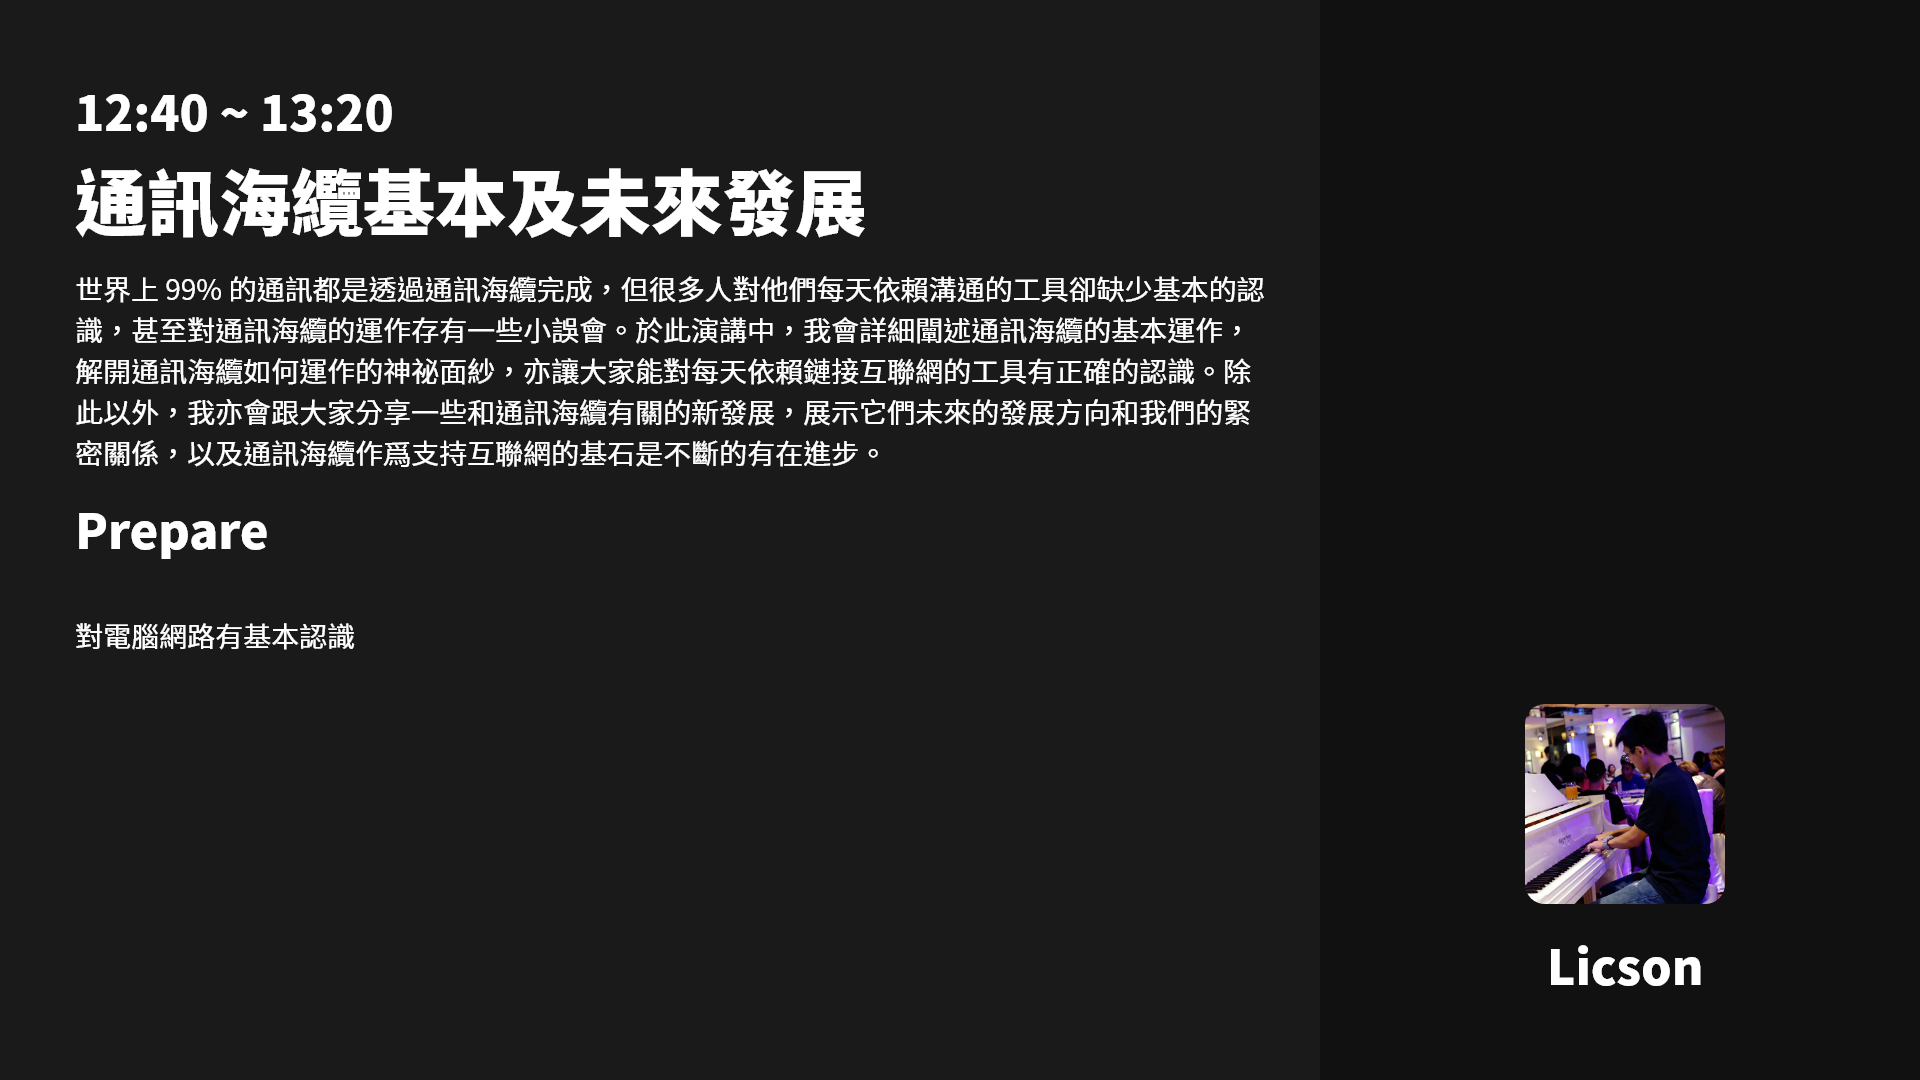 12:40 ~ 13:20
通訊海纜基本及未來發展
世界上 99% 的通訊都是透過通訊海纜完成，但很多人對他們每天依賴溝通的工具卻缺少基本的認
識，甚至對通訊海纜的運作存有一些小誤會。於此演講中，我會詳細闡述通訊海纜的基本運作，
解開通訊海纜如何運作的神祕面紗，亦讓大家能對每天依賴鏈接互聯網的工具有正確的認識。除
此以外，我亦會跟大家分享一些和通訊海纜有關的新發展，展示它們未來的發展方向和我們的緊
密關係，以及通訊海纜作爲支持互聯網的基石是不斷的有在進步。
Prepare
對電腦網路有基本認識
Licson